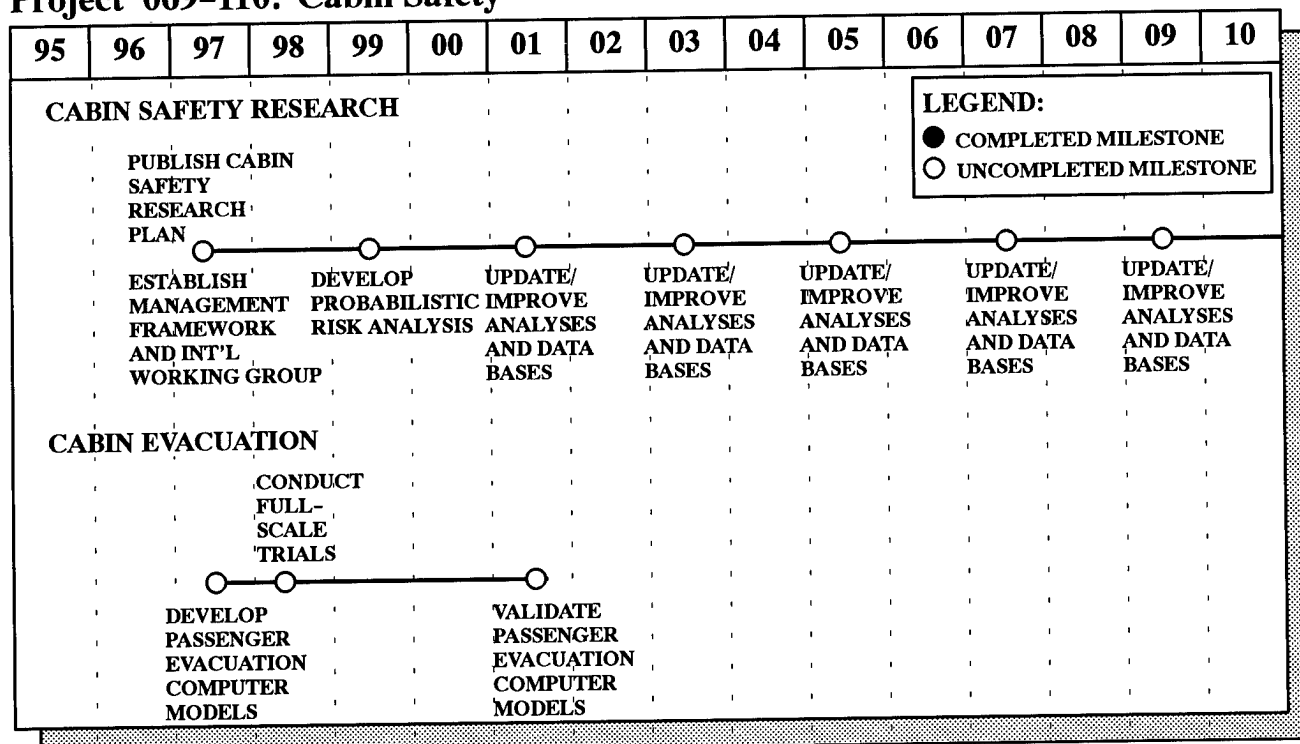 Project 069-110: Cabin Safety
95 96 97 98 99 00 01 02 03 04 05 06 07 08 09 10
CABIN SAFETY RESEARCH
LEGEND:
COMPLETED MILESTONE
UNCOMPLETED MILESTONE
PUBLISH CABIN
SAFETY
RESEARCH
PLAN
ESTABLISH
MANAGEMENT
FRAMEWORK
AND INT'L
WORKING GROUP
DEVELOP
PROBABILISTIC
RISK ANALYSIS
UPDATE/
IMPROVE
ANALYSES
AND DATA
BASES
UPDATE/
IMPROVE
ANALYSES
AND DATA
BASES
UPDATE/
IMPROVE
ANALYSES
AND DATA
BASES
UPDATE/
IMPROVE
ANALYSES
AND DATA
BASES
UPDATE/
IMPROVE
ANALYSES
AND DATA
BASES
CABIN EVACUATION
CONDUCT
FULL-
SCALE
TRIALS
DEVELOP
PASSENGER
EVACUATION
COMPUTER
MODELS
VALIDATE
PASSENGER
EVACUATION
COMPUTER
MODELS